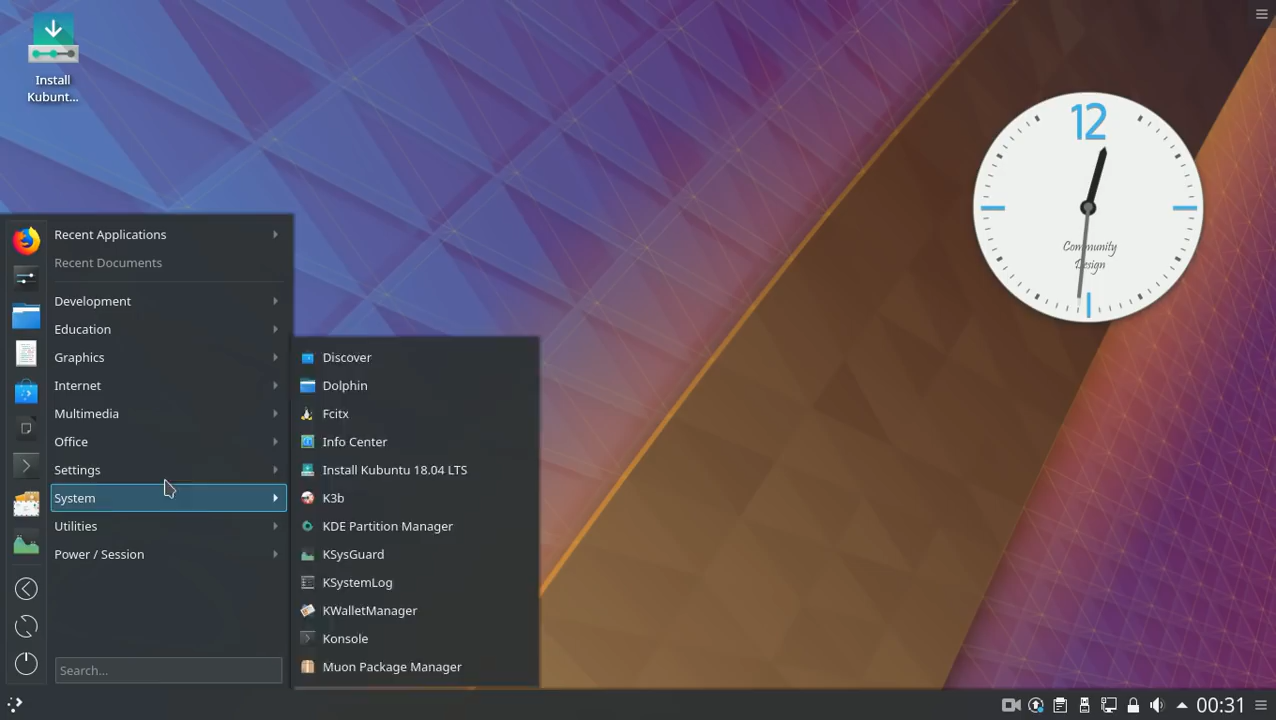 Install
Kubunt...
12
Community
Design
Recent Applications
Recent Documents
Development
Education
Graphics
Internet
Multimedia
Office
Settings
System
Utilities
Power / Session
Search...
Discover
Dolphin
Fcitx
Info Center
Install Kubuntu 18.04 LTS
K3b
KDE Partition Manager
KSysGuard
KSystemLog
KWalletManager
Konsole
Muon Package Manager
00:31